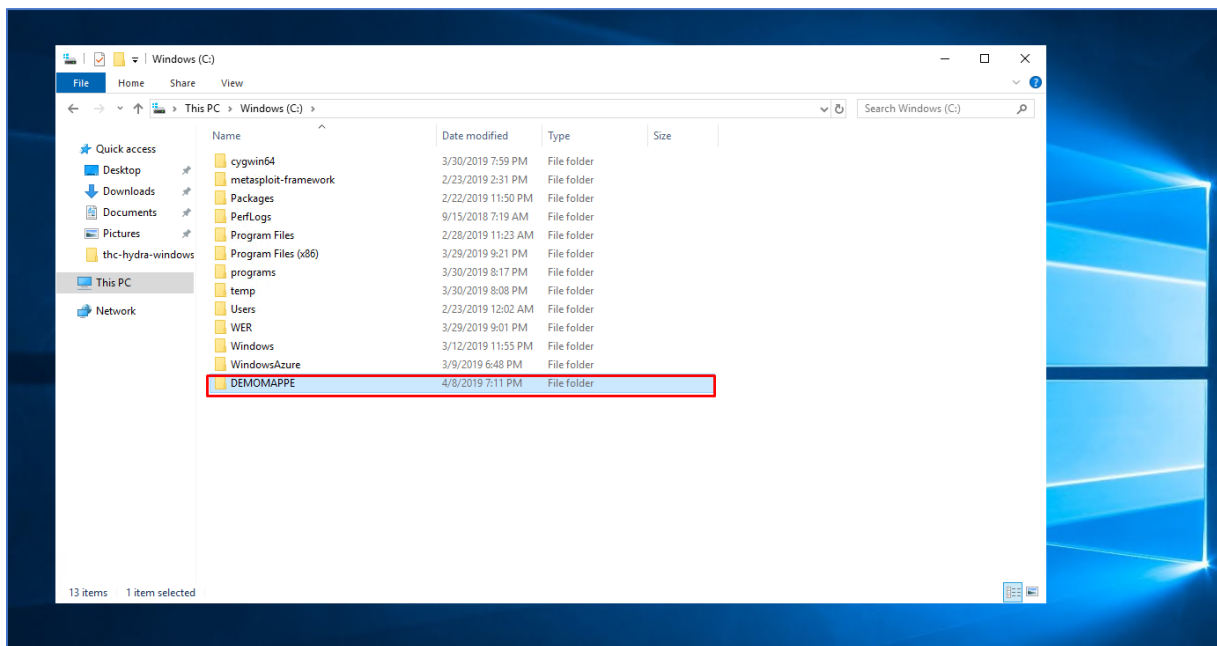 Windows (C:)
File Home Share View
This PC > Windows (C:) >
Search Windows (C:)
Quick access
Desktop
Downloads
Documents
Pictures
thc-hydra-windows
This PC
Network
Name Date modified Type Size
cygwin64 3/30/2019 7:59 PM File folder
metasploit-framework 2/23/2019 2:31 PM File folder
Packages 2/22/2019 11:50 PM File folder
PerfLogs 9/15/2018 7:19 AM File folder
Program Files 2/28/2019 11:23 AM File folder
Program Files (x86) 3/29/2019 9:21 PM File folder
programs 3/30/2019 8:17 PM File folder
temp 3/30/2019 8:08 PM File folder
Users 2/23/2019 12:02 AM File folder
WER 3/29/2019 9:01 PM File folder
Windows 3/12/2019 11:55 PM File folder
WindowsAzure 3/9/2019 6:48 PM File folder
DEMOMAPPE 4/8/2019 7:11 PM File folder
13 items 1 item selected